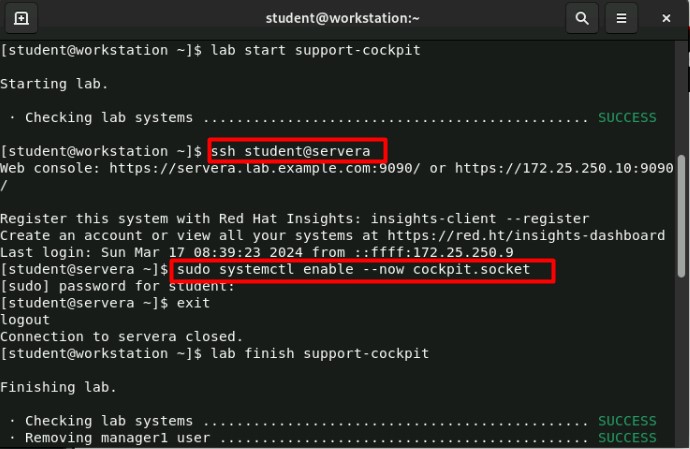 student@workstation:~
[student@workstation ~]$ lab start support-cockpit
Starting lab.
· Checking lab systems .............................................. SUCCESS
[student@workstation ~]$ ssh student@servera
Web console: https://servera.lab.example.com:9090/ or https://172.25.250.10:9090
/
Register this system with Red Hat Insights: insights-client --register
Create an account or view all your systems at https://red.ht/insights-dashboard
Last login: Sun Mar 17 08:39:23 2024 from ::ffff:172.25.250.9
[student@servera ~]$ sudo systemctl enable --now cockpit.socket
[sudo] password for student:
[student@servera ~]$ exit
logout
Connection to servera closed.
[student@workstation ~]$ lab finish support-cockpit
Finishing lab.
· Checking lab systems .............................................. SUCCESS
· Removing manager1 user ............................................ SUCCESS